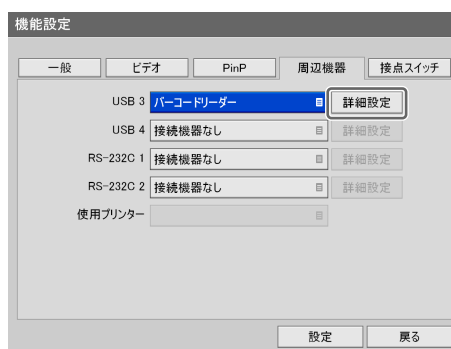 機能設定
一般 ビデオ PinP 周辺機器 接点スイッチ
USB 3 バーコードリーダー 詳細設定
USB 4 接続機器なし 詳細設定
RS-232C 1 接続機器なし 詳細設定
RS-232C 2 接続機器なし 詳細設定
使用プリンター
設定 戻る